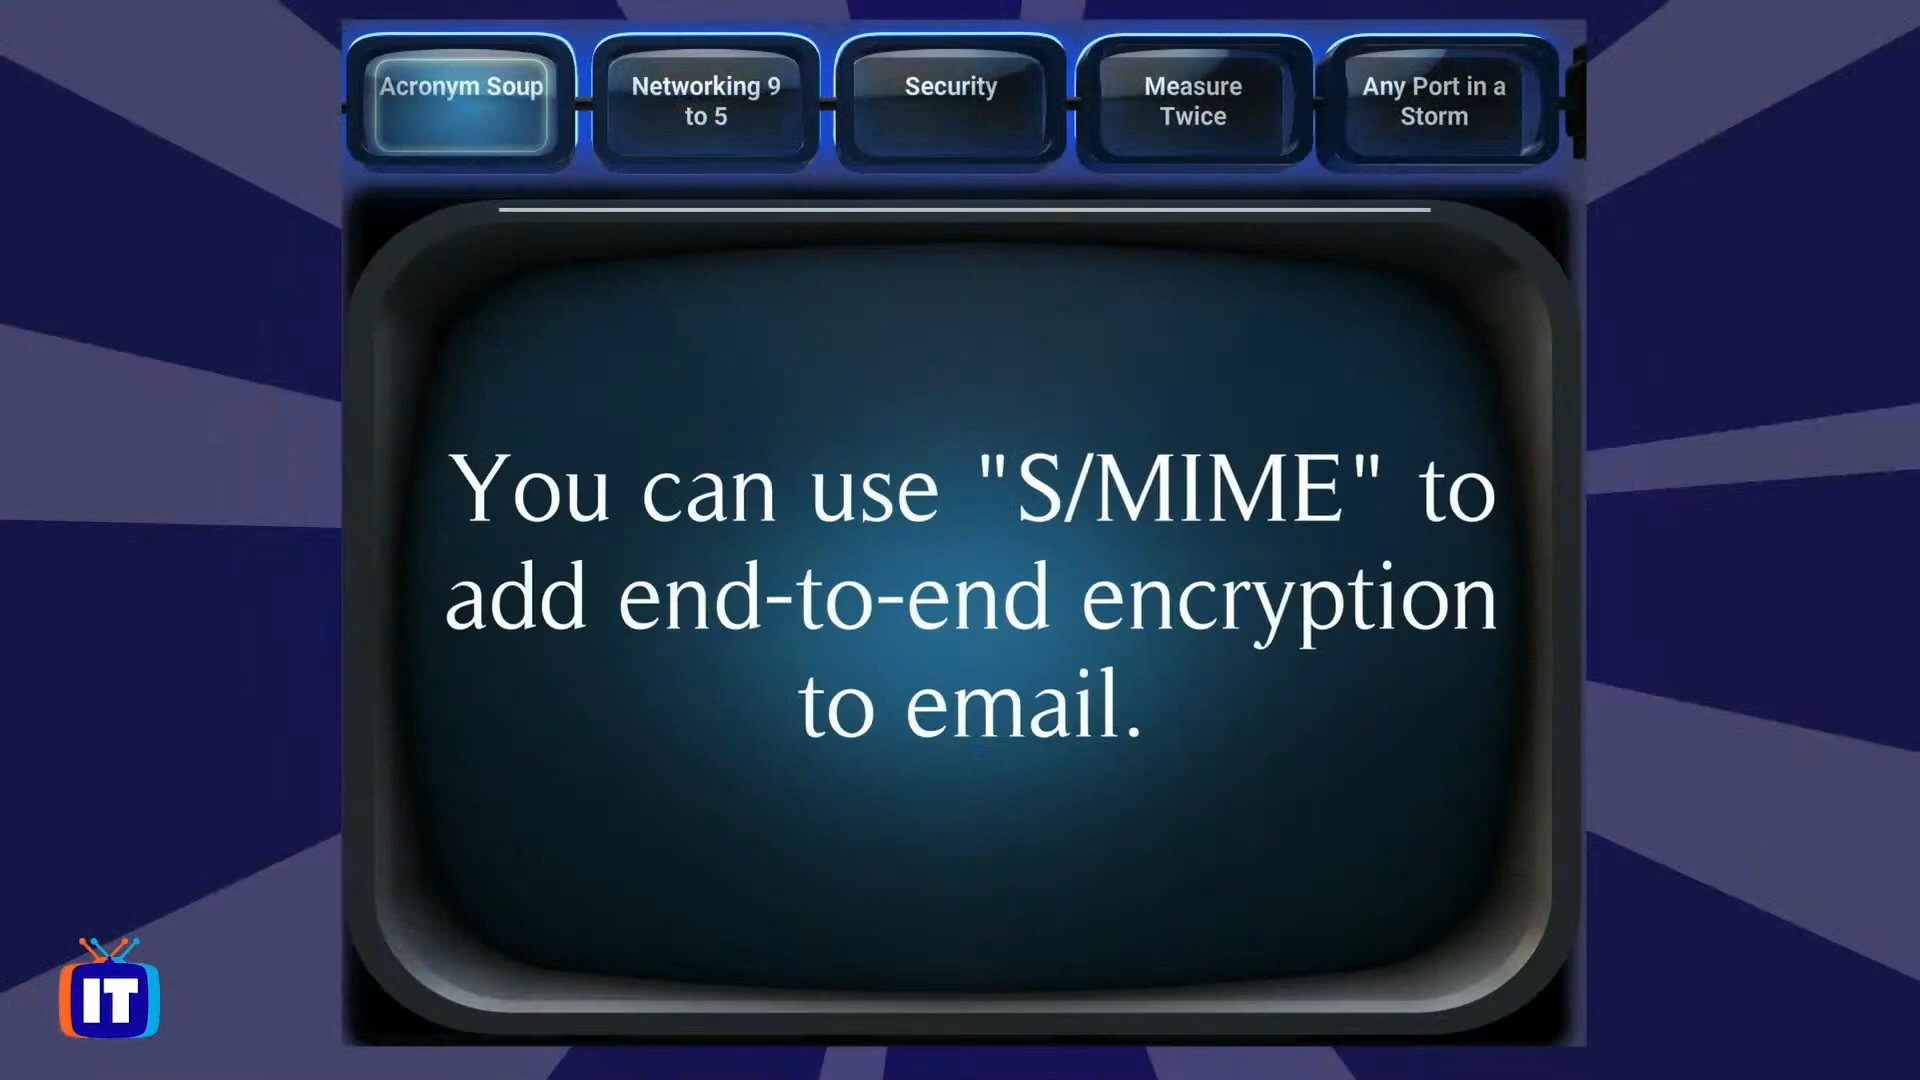 Acronym Soup
Networking 9
to 5
Security
Measure
Twice
Any Port in a
Storm
You can use "S/MIME" to
add end-to-end encryption
to email.
IT